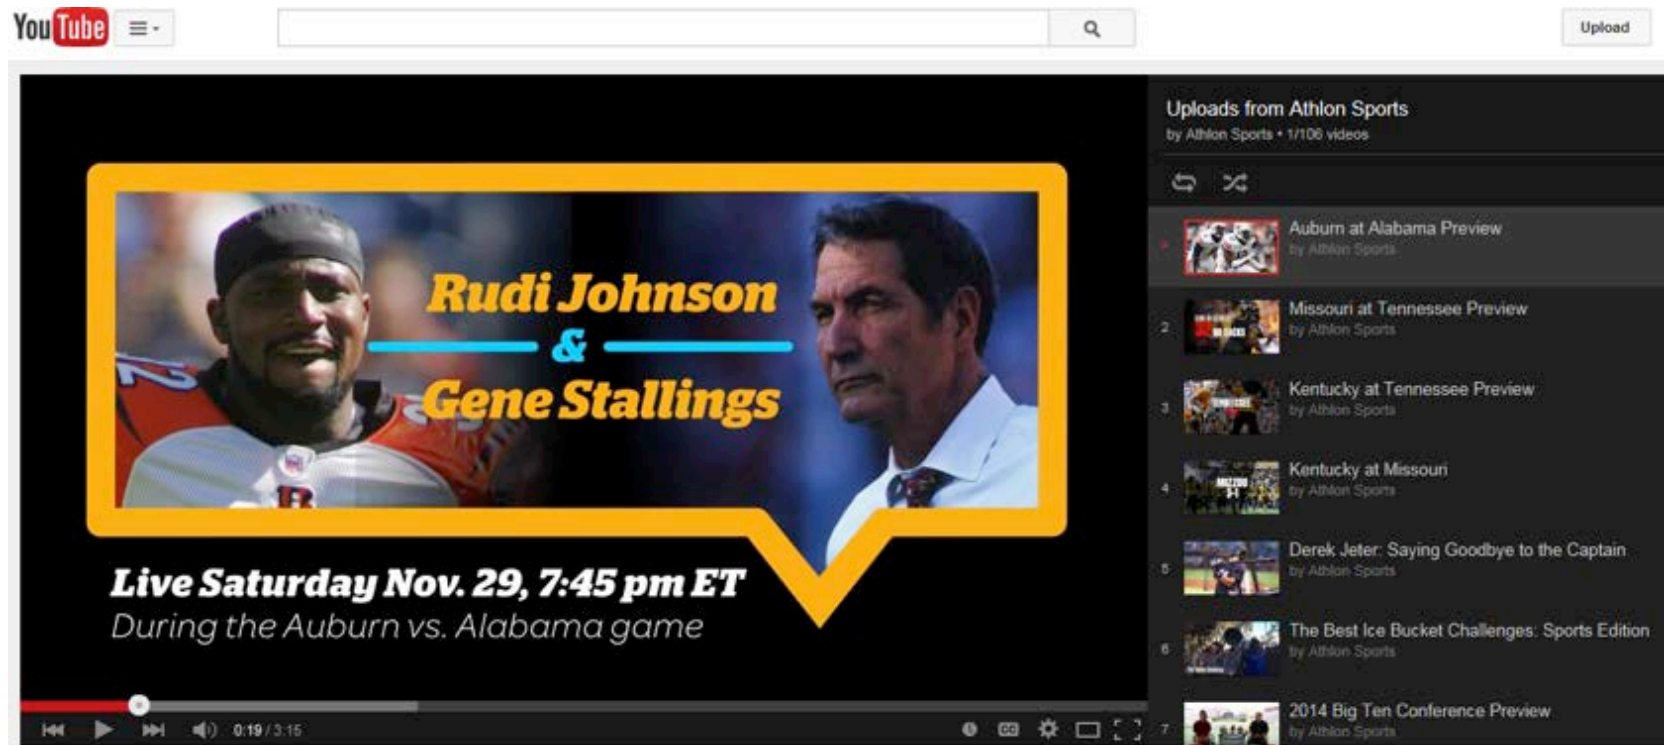 YouTube
Upload
Rudi Johnson
&
Gene Stallings
Live Saturday Nov. 29, 7:45 pm ET
During the Auburn vs. Alabama game
0:19 / 3:15
CC
Uploads from Athlon Sports
by Athlon Sports • 1/106 videos
Auburn at Alabama Preview
by Athlon Sports
2
Missouri at Tennessee Preview
by Athlon Sports
3
Kentucky at Tennessee Preview
by Athlon Sports
TENNESSEE
4
Kentucky at Missouri
by Athlon Sports
MIZZOU
3-1
5
Derek Jeter: Saying Goodbye to the Captain
by Athlon Sports
6
The Best Ice Bucket Challenges: Sports Edition
by Athlon Sports
7
2014 Big Ten Conference Preview
by Athlon Sports